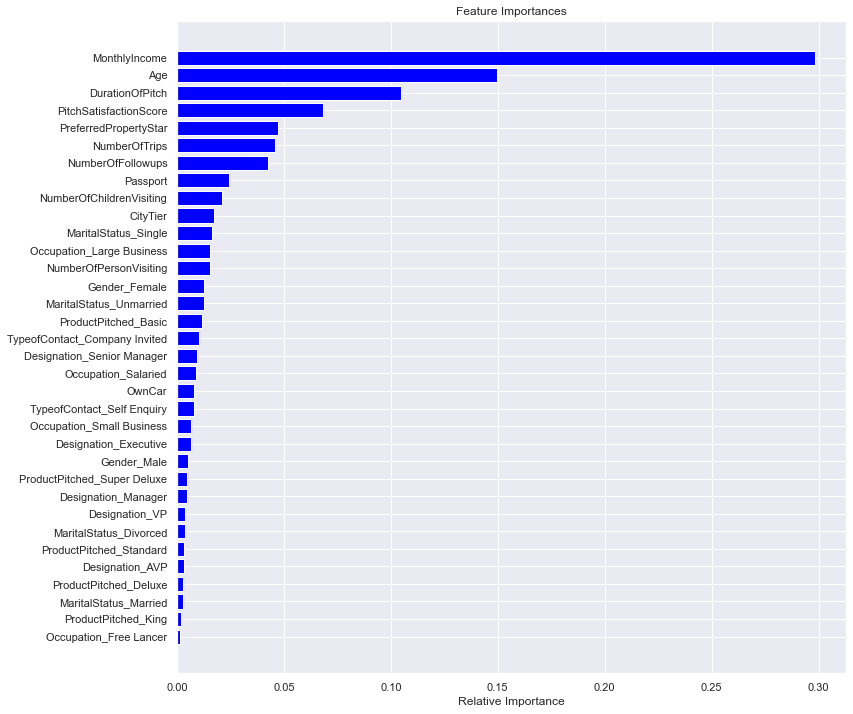 Feature Importances
MonthlyIncome
Age
DurationOfPitch
PitchSatisfactionScore
PreferredPropertyStar
NumberOfTrips
NumberOfFollowups
Passport
NumberOfChildrenVisiting
CityTier
MaritalStatus_Single
Occupation_Large Business
NumberOfPersonVisiting
Gender_Female
MaritalStatus_Unmarried
ProductPitched_Basic
TypeofContact_Company Invited
Designation_Senior Manager
Occupation_Salaried
OwnCar
TypeofContact_Self Enquiry
Occupation_Small Business
Designation_Executive
Gender_Male
ProductPitched_Super Deluxe
Designation_Manager
Designation_VP
MaritalStatus_Divorced
ProductPitched_Standard
Designation_AVP
ProductPitched_Deluxe
MaritalStatus_Married
ProductPitched_King
Occupation_Free Lancer
0.00 0.05 0.10 0.15 0.20 0.25 0.30
Relative Importance